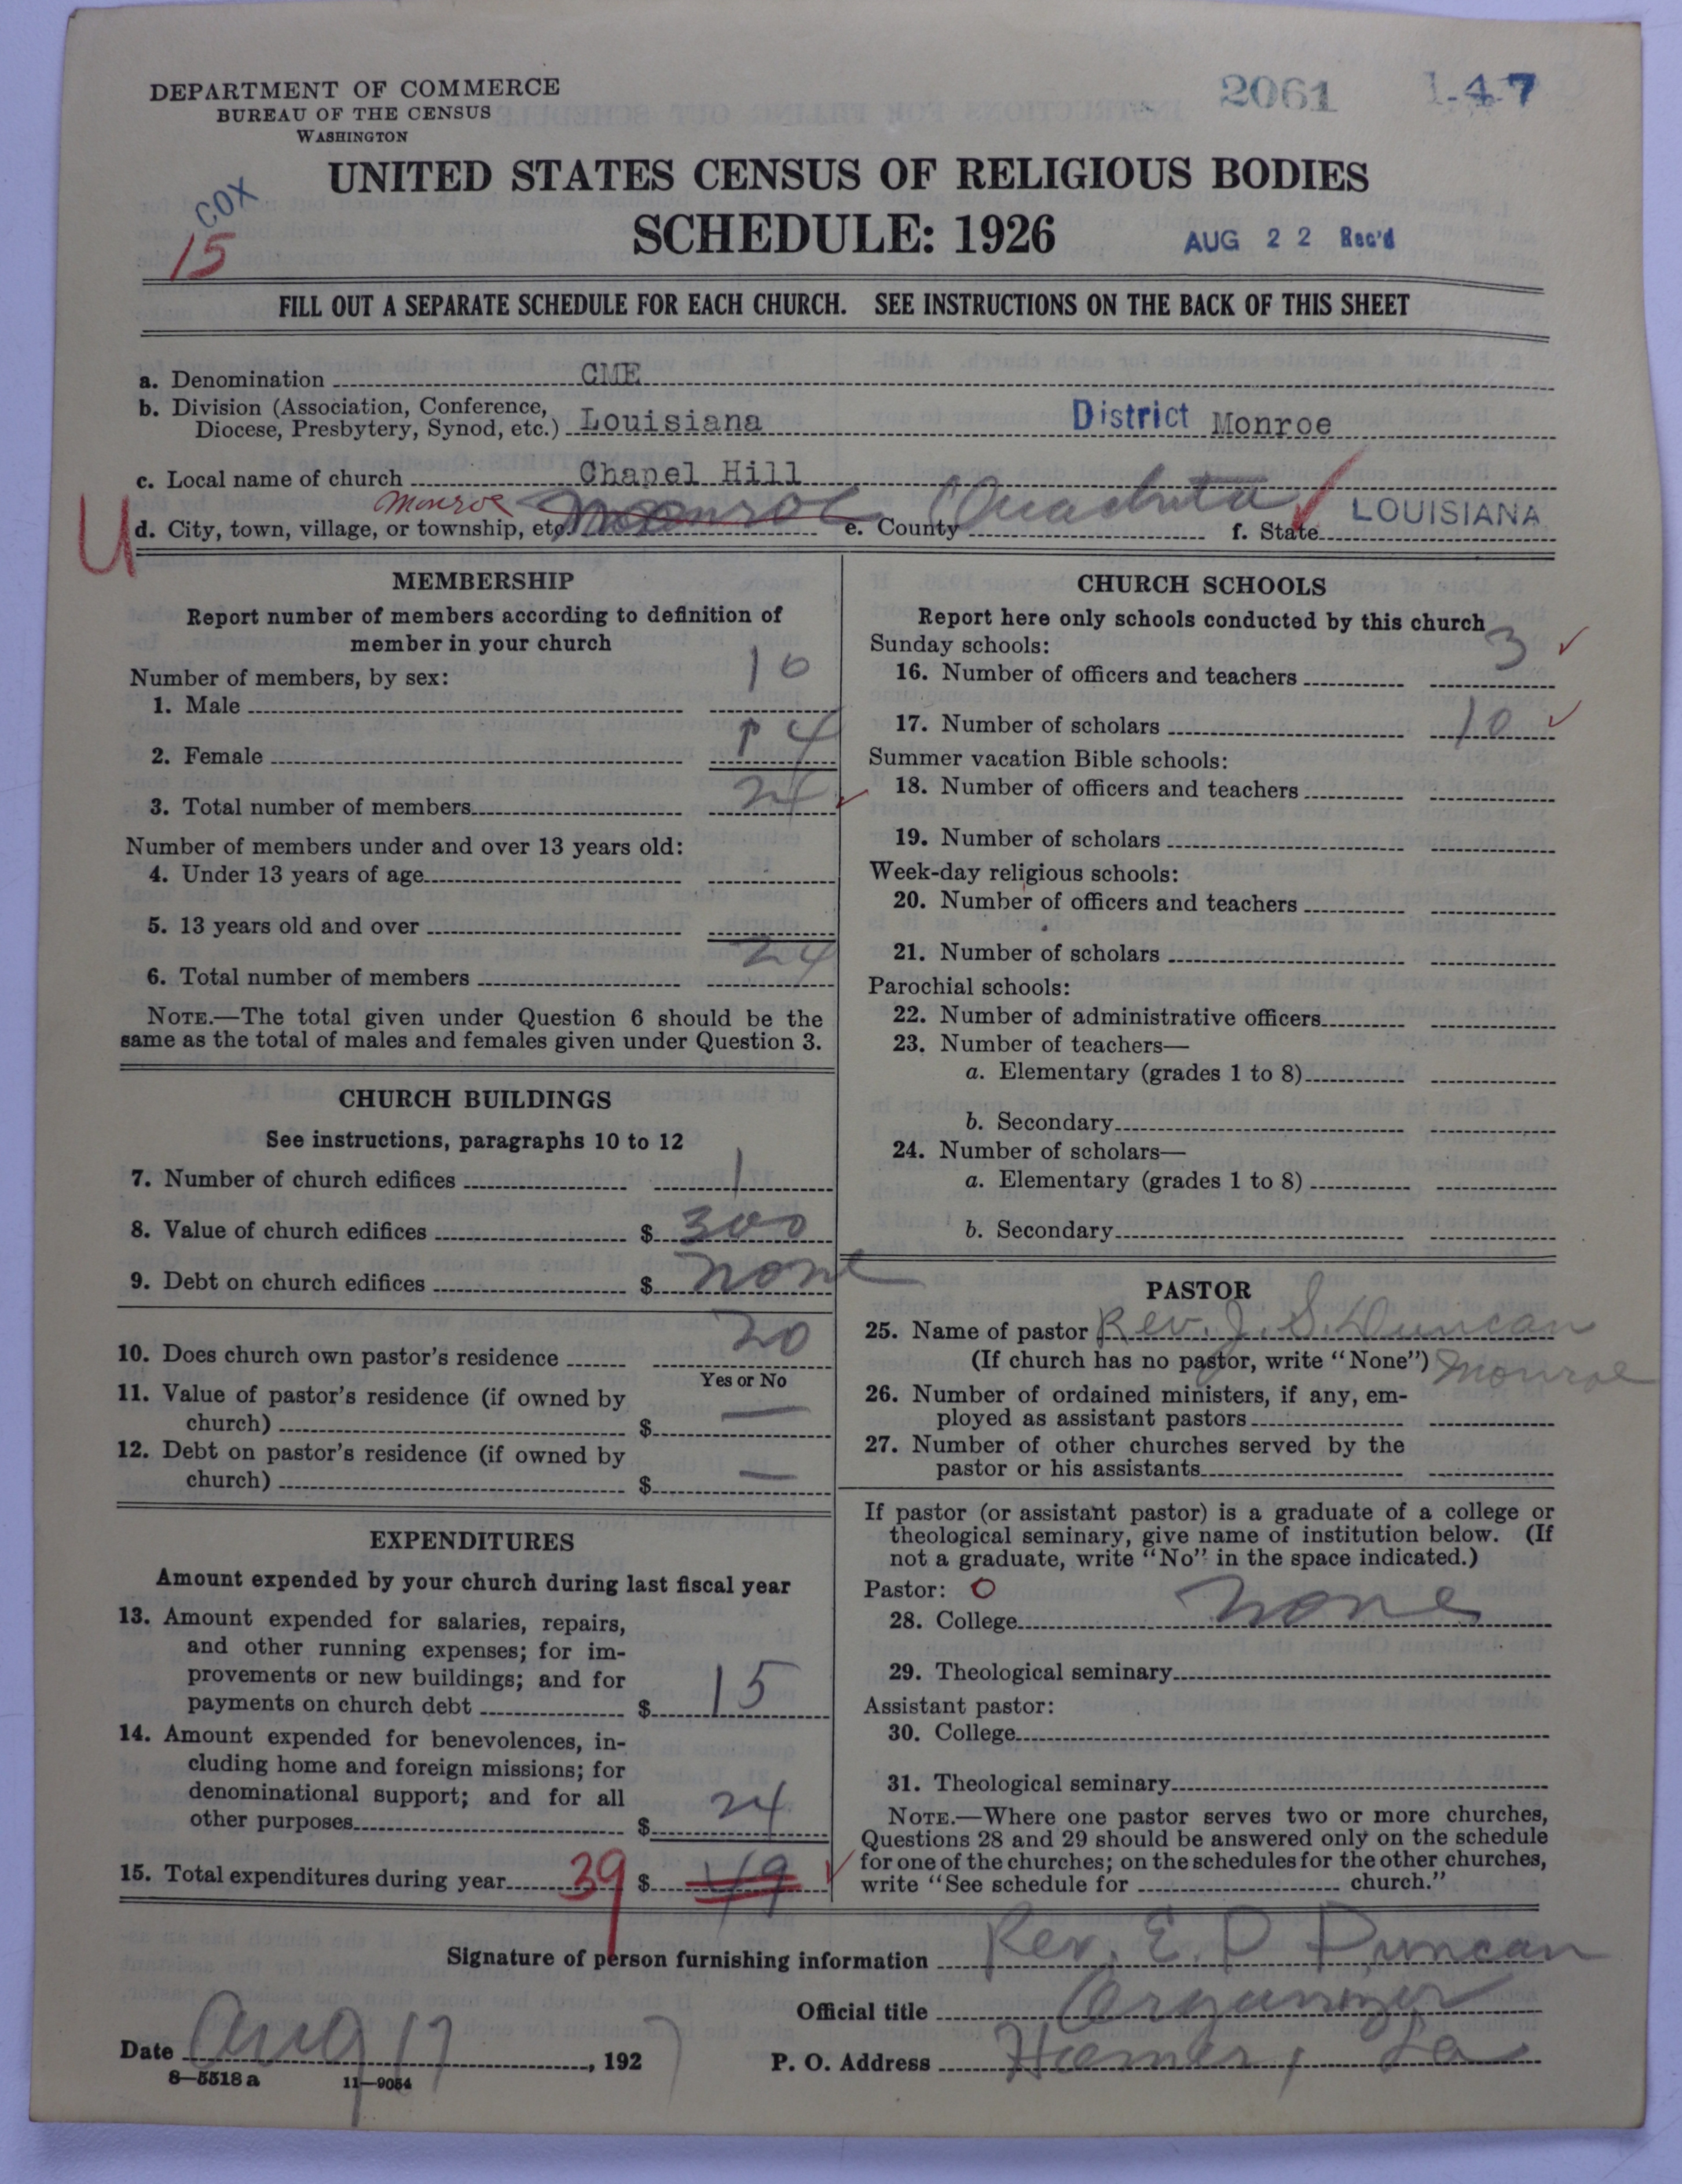 DEPARTMENT OF COMMERCE
BUREAU OF THE CENSUS
WASHINGTON
2061 1-47
UNITED STATES CENSUS OF RELIGIOUS BODIES
COX
15
SCHEDULE: 1926
AUG 22 Rec'd
FILL OUT A SEPARATE SCHEDULE FOR EACH CHURCH. SEE INSTRUCTIONS ON THE BACK OF THIS SHEET
a. Denomination CME
b. Division (Association, Conference,
Diocese, Presbytery, Synod, etc.) Louisiana District Monroe
c. Local name of church Chapel Hill
Monroe
U d. City, town, village, or township, etc. Monroe e. County Ouachita f. State LOUISIANA
MEMBERSHIP
Report number of members according to definition of
member in your church
Number of members, by sex:
1. Male 10
2. Female 14
3. Total number of members 24
Number of members under and over 13 years old:
4. Under 13 years of age
5. 13 years old and over
6. Total number of members 24
NOTE.—The total given under Question 6 should be the
same as the total of males and females given under Question 3.
CHURCH BUILDINGS
See instructions, paragraphs 10 to 12
7. Number of church edifices 1
8. Value of church edifices $ 300
9. Debt on church edifices $ none
10. Does church own pastor's residence 20
Yes or No
11. Value of pastor's residence (if owned by
church) $ —
12. Debt on pastor's residence (if owned by
church) $ —
EXPENDITURES
Amount expended by your church during last fiscal year
13. Amount expended for salaries, repairs,
and other running expenses; for im-
provements or new buildings; and for
payments on church debt $ 15
14. Amount expended for benevolences, in-
cluding home and foreign missions; for
denominational support; and for all
other purposes $ 24
15. Total expenditures during year 39 $ 49
CHURCH SCHOOLS
Report here only schools conducted by this church
Sunday schools:
16. Number of officers and teachers 3
17. Number of scholars 10
Summer vacation Bible schools:
18. Number of officers and teachers
19. Number of scholars
Week-day religious schools:
20. Number of officers and teachers
21. Number of scholars
Parochial schools:
22. Number of administrative officers
23. Number of teachers—
a. Elementary (grades 1 to 8)
b. Secondary
24. Number of scholars—
a. Elementary (grades 1 to 8)
b. Secondary
PASTOR
25. Name of pastor Rev. J. S. Duncan
(If church has no pastor, write "None") Monroe
26. Number of ordained ministers, if any, em-
ployed as assistant pastors
27. Number of other churches served by the
pastor or his assistants
If pastor (or assistant pastor) is a graduate of a college or
theological seminary, give name of institution below. (If
not a graduate, write "No" in the space indicated.)
Pastor: O
28. College none
29. Theological seminary
Assistant pastor:
30. College
31. Theological seminary
NOTE.—Where one pastor serves two or more churches,
Questions 28 and 29 should be answered only on the schedule
for one of the churches; on the schedules for the other churches,
write "See schedule for church."
Signature of person furnishing information Rev. E. P. Duncan
Official title Organizer
Date Aug 17, 1927 P. O. Address Homer, La
8-5518 a 11-9054